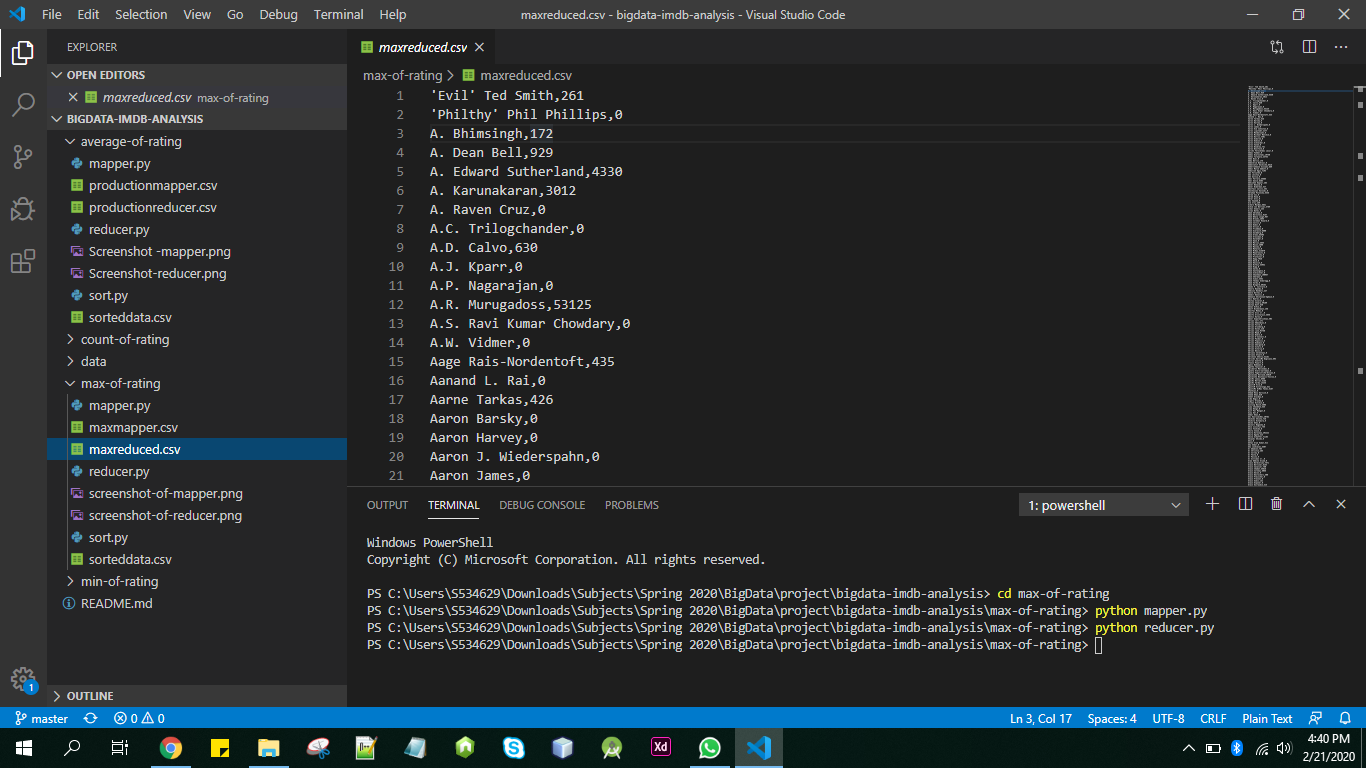 File Edit Selection View Go Debug Terminal Help
maxreduced.csv - bigdata-imdb-analysis - Visual Studio Code
EXPLORER
OPEN EDITORS
maxreduced.csv max-of-rating
BIGDATA-IMDB-ANALYSIS
average-of-rating
mapper.py
productionmapper.csv
productionreducer.csv
reducer.py
Screenshot -mapper.png
Screenshot-reducer.png
sort.py
sorteddata.csv
count-of-rating
data
max-of-rating
mapper.py
maxmapper.csv
maxreduced.csv
reducer.py
screenshot-of-mapper.png
screenshot-of-reducer.png
sort.py
sorteddata.csv
min-of-rating
README.md
OUTLINE
1
maxreduced.csv
max-of-rating > maxreduced.csv
1 'Evil' Ted Smith,261
2 'Philthy' Phil Phillips,0
3 A. Bhimsingh,172
4 A. Dean Bell,929
5 A. Edward Sutherland,4330
6 A. Karunakaran,3012
7 A. Raven Cruz,0
8 A.C. Trilogchander,0
9 A.D. Calvo,630
10 A.J. Kparr,0
11 A.P. Nagarajan,0
12 A.R. Murugadoss,53125
13 A.S. Ravi Kumar Chowdary,0
14 A.W. Vidmer,0
15 Aage Rais-Nordentoft,435
16 Aanand L. Rai,0
17 Aarne Tarkas,426
18 Aaron Barsky,0
19 Aaron Harvey,0
20 Aaron J. Wiederspahn,0
21 Aaron James,0
OUTPUT TERMINAL DEBUG CONSOLE PROBLEMS
1: powershell
Windows PowerShell
Copyright (C) Microsoft Corporation. All rights reserved.
PS C:\Users\S534629\Downloads\Subjects\Spring 2020\BigData\project\bigdata-imdb-analysis> cd max-of-rating
PS C:\Users\S534629\Downloads\Subjects\Spring 2020\BigData\project\bigdata-imdb-analysis\max-of-rating> python mapper.py
PS C:\Users\S534629\Downloads\Subjects\Spring 2020\BigData\project\bigdata-imdb-analysis\max-of-rating> python reducer.py
PS C:\Users\S534629\Downloads\Subjects\Spring 2020\BigData\project\bigdata-imdb-analysis\max-of-rating>
master 0 0
Ln 3, Col 17 Spaces: 4 UTF-8 CRLF Plain Text
Xd
4:40 PM
2/21/2020